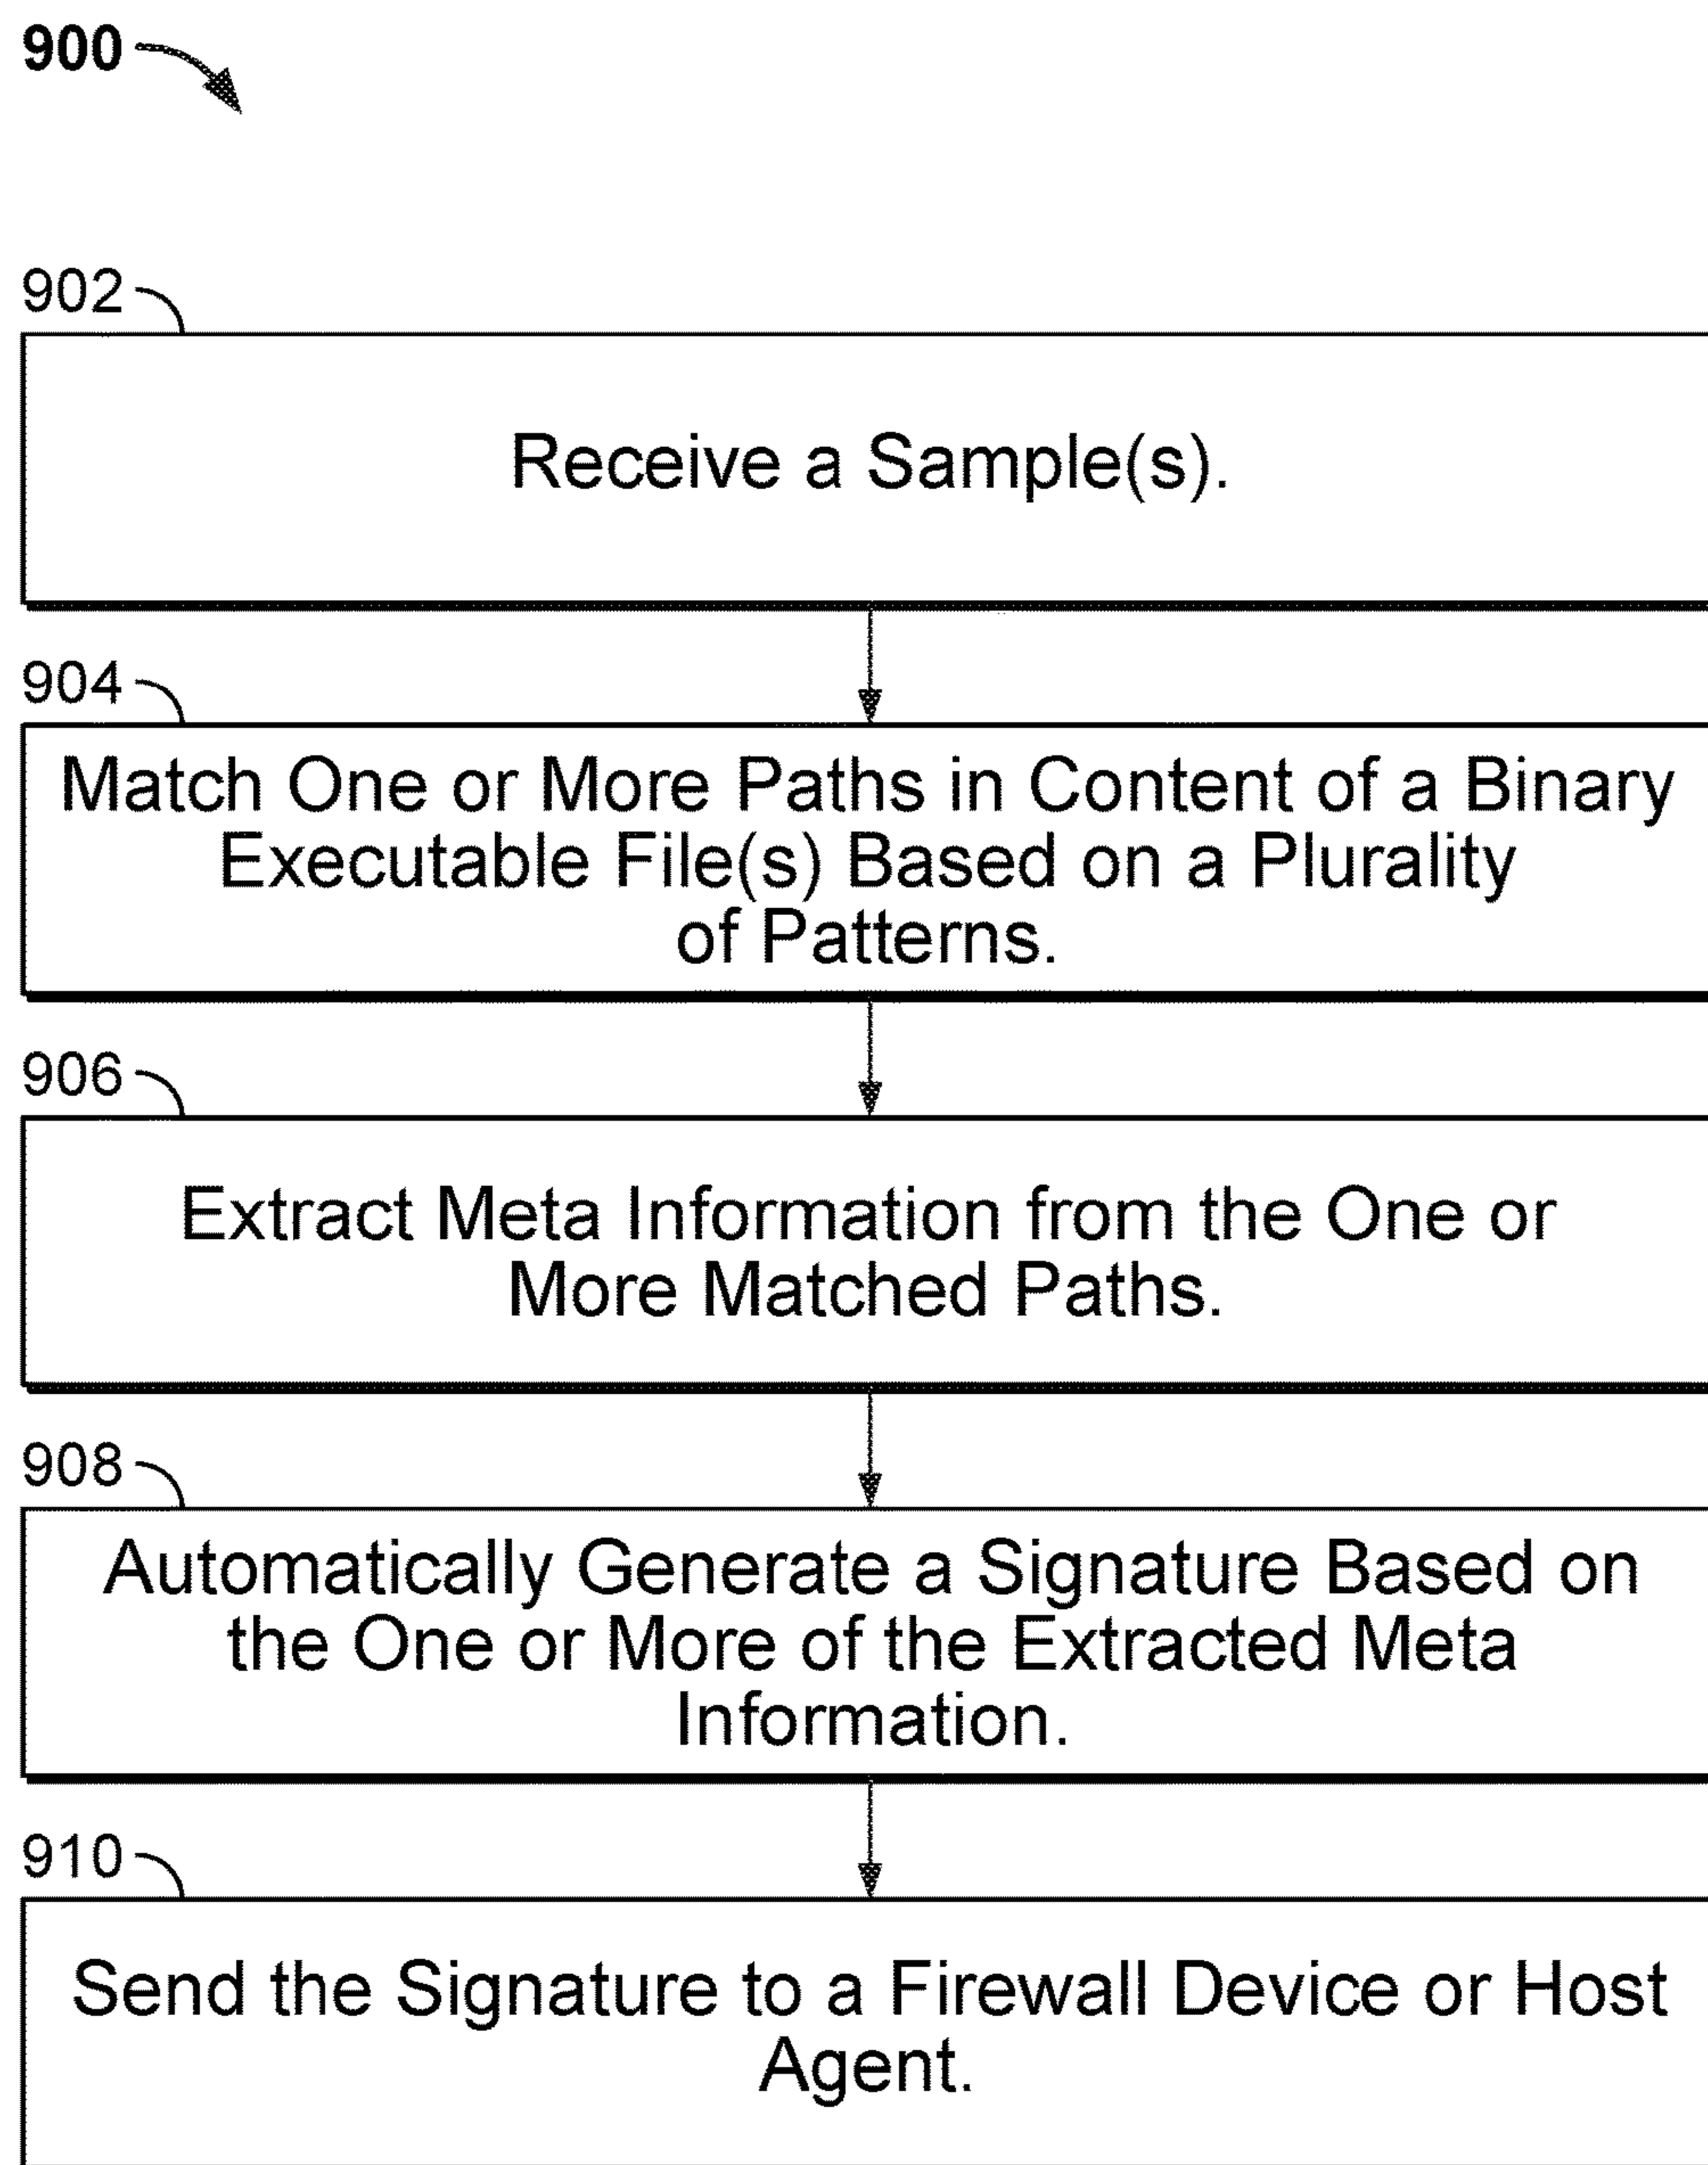 900
902
Receive a Sample(s).
904
Match One or More Paths in Content of a Binary
Executable File(s) Based on a Plurality
of Patterns.
906
Extract Meta Information from the One or
More Matched Paths.
908
Automatically Generate a Signature Based on
the One or More of the Extracted Meta
Information.
910
Send the Signature to a Firewall Device or Host
Agent.